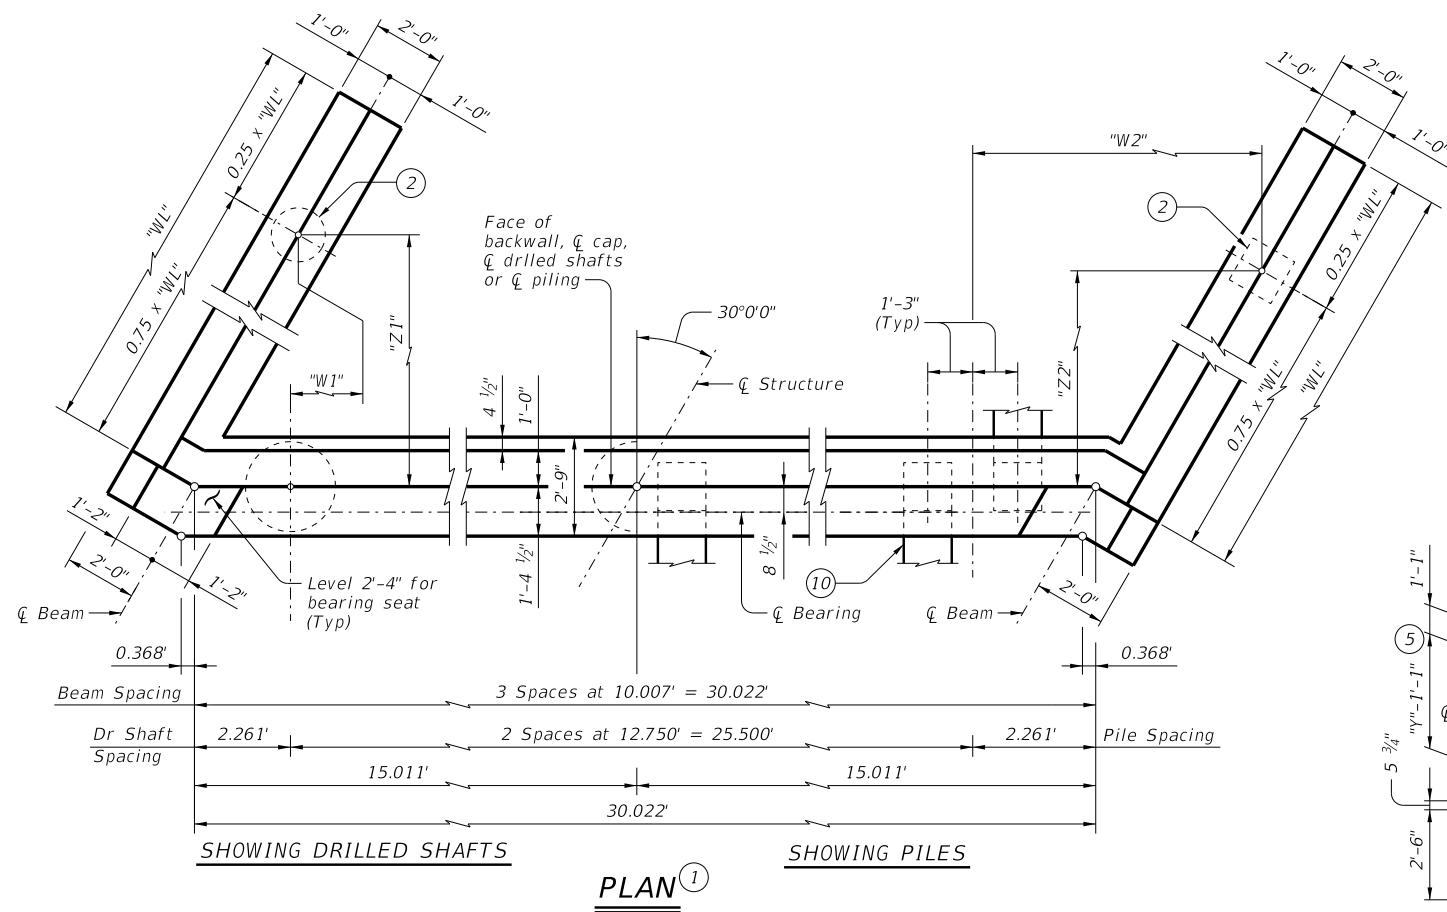 1'-0"
2'-0"
1'-0"
0.25 x "WL"
"WL"
0.75 x "WL"
2
"Z1"
"W1"
Face of
backwall, ℄ cap,
℄ drlled shafts
or ℄ piling
30°0'0"
℄ Structure
1'-3"
(Typ)
"W2"
2
"Z2"
1'-0"
2'-0"
1'-0"
0.25 x "WL"
0.75 x "WL"
"WL"
4 ½"
1'-0"
2'-9"
1'-4 ½"
8 ½"
1'-2"
2'-0"
1'-2"
℄ Beam
Level 2'-4" for
bearing seat
(Typ)
10
℄ Bearing
℄ Beam
2'-0"
0.368'
0.368'
Beam Spacing
3 Spaces at 10.007' = 30.022'
Dr Shaft
Spacing
2.261'
2 Spaces at 12.750' = 25.500'
2.261'
Pile Spacing
15.011'
15.011'
30.022'
SHOWING DRILLED SHAFTS
SHOWING PILES
PLAN 1
1'-1"
5
"Y"-1'-1"
℄
5 ¾"
2'-6"